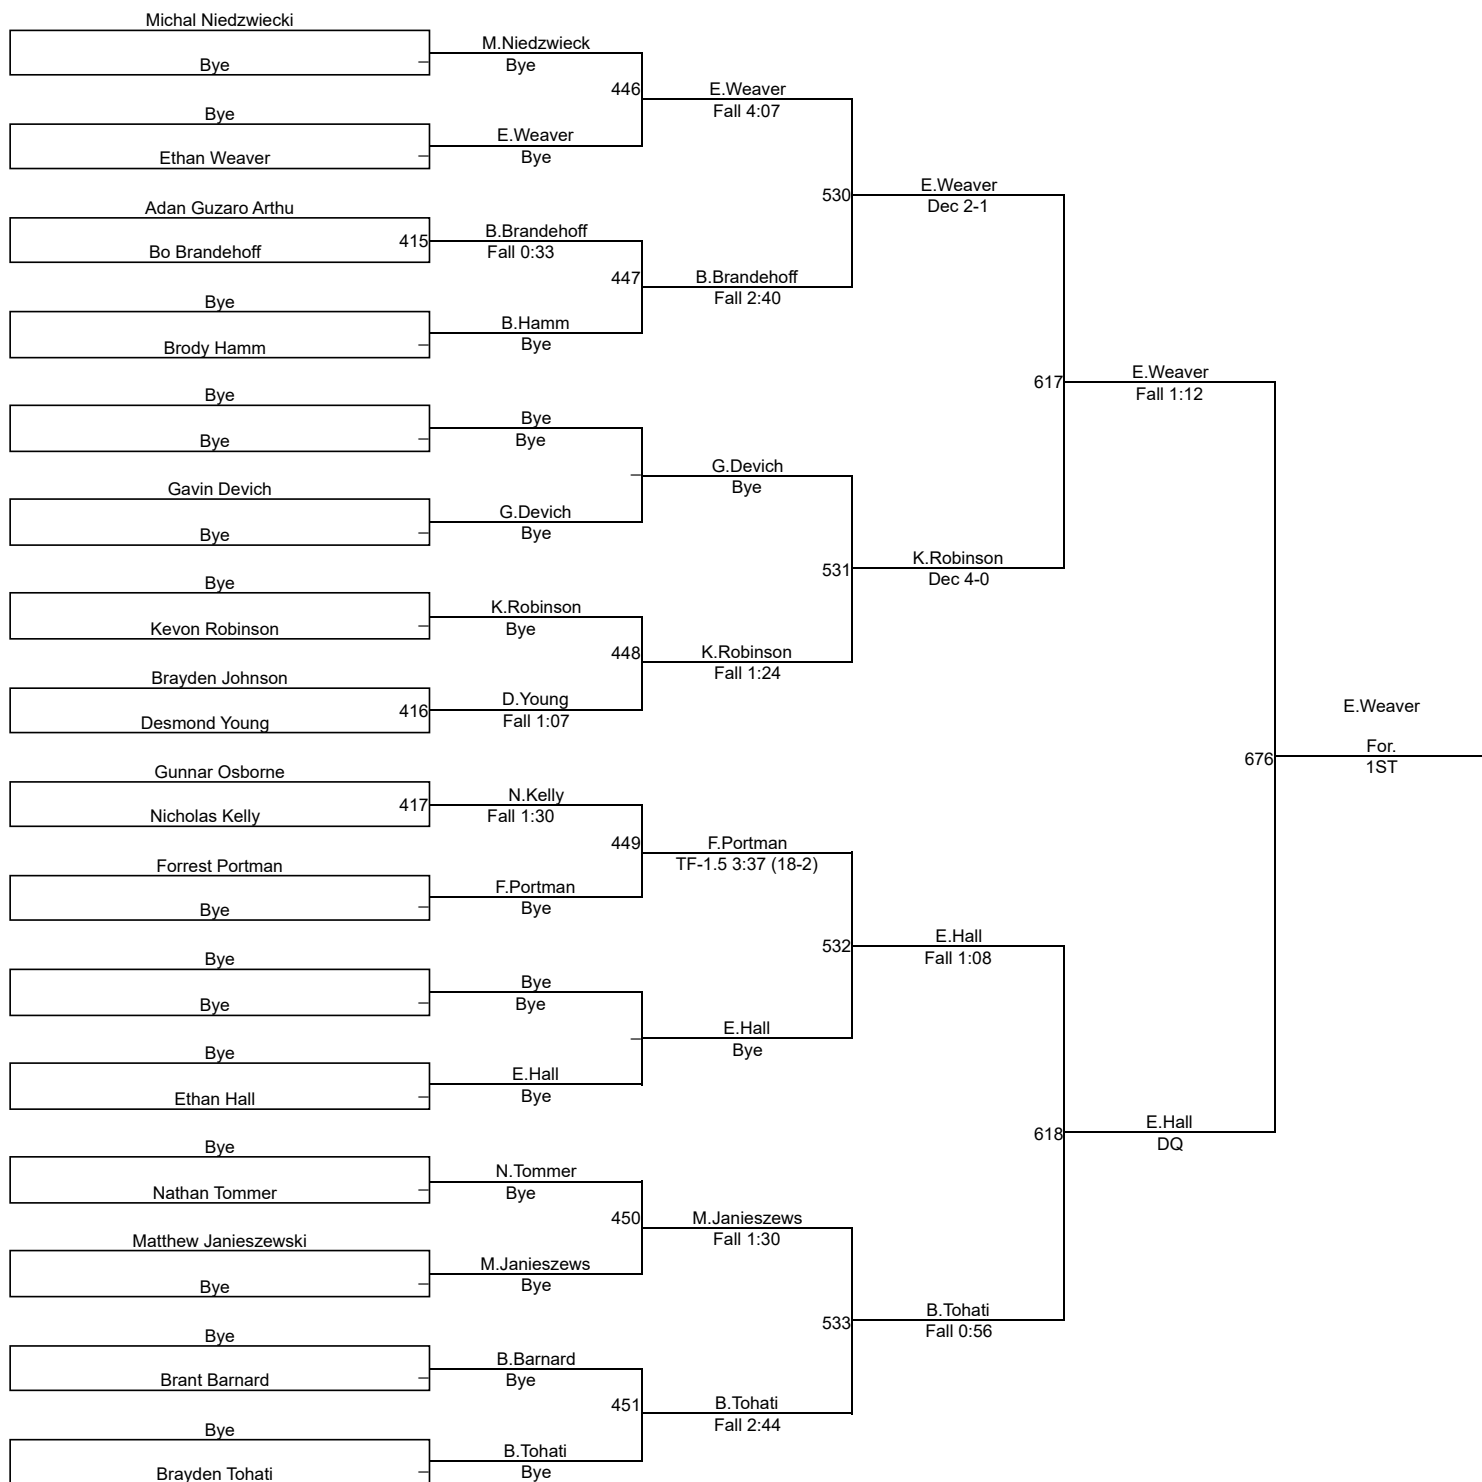 Michal Niedzwiecki
Bye
Bye
Ethan Weaver
Adan Guzaro Arthu
415
Bo Brandehoff
Bye
Brody Hamm
Bye
Bye
Gavin Devich
Bye
Bye
Kevon Robinson
Brayden Johnson
416
Desmond Young
Gunnar Osborne
417
Nicholas Kelly
Forrest Portman
Bye
Bye
Bye
Bye
Ethan Hall
Bye
Nathan Tommer
Matthew Janieszewski
Bye
Bye
Brant Barnard
Bye
Brayden Tohati
M.Niedzwieck
Bye
446
E.Weaver
Bye
B.Brandehoff
Fall 0:33
447
B.Hamm
Bye
Bye
Bye
G.Devich
Bye
K.Robinson
Bye
448
D.Young
Fall 1:07
N.Kelly
Fall 1:30
449
F.Portman
Bye
Bye
Bye
E.Hall
Bye
N.Tommer
Bye
450
M.Janieszews
Bye
B.Barnard
Bye
451
B.Tohati
Bye
E.Weaver
Fall 4:07
530
B.Brandehoff
Fall 2:40
G.Devich
Bye
531
K.Robinson
Fall 1:24
F.Portman
TF-1.5 3:37 (18-2)
532
E.Hall
Bye
M.Janieszews
Fall 1:30
533
B.Tohati
Fall 2:44
E.Weaver
Dec 2-1
617
K.Robinson
Dec 4-0
E.Hall
Fall 1:08
618
B.Tohati
Fall 0:56
E.Weaver
Fall 1:12
676
E.Hall
DQ
E.Weaver
For.
1ST